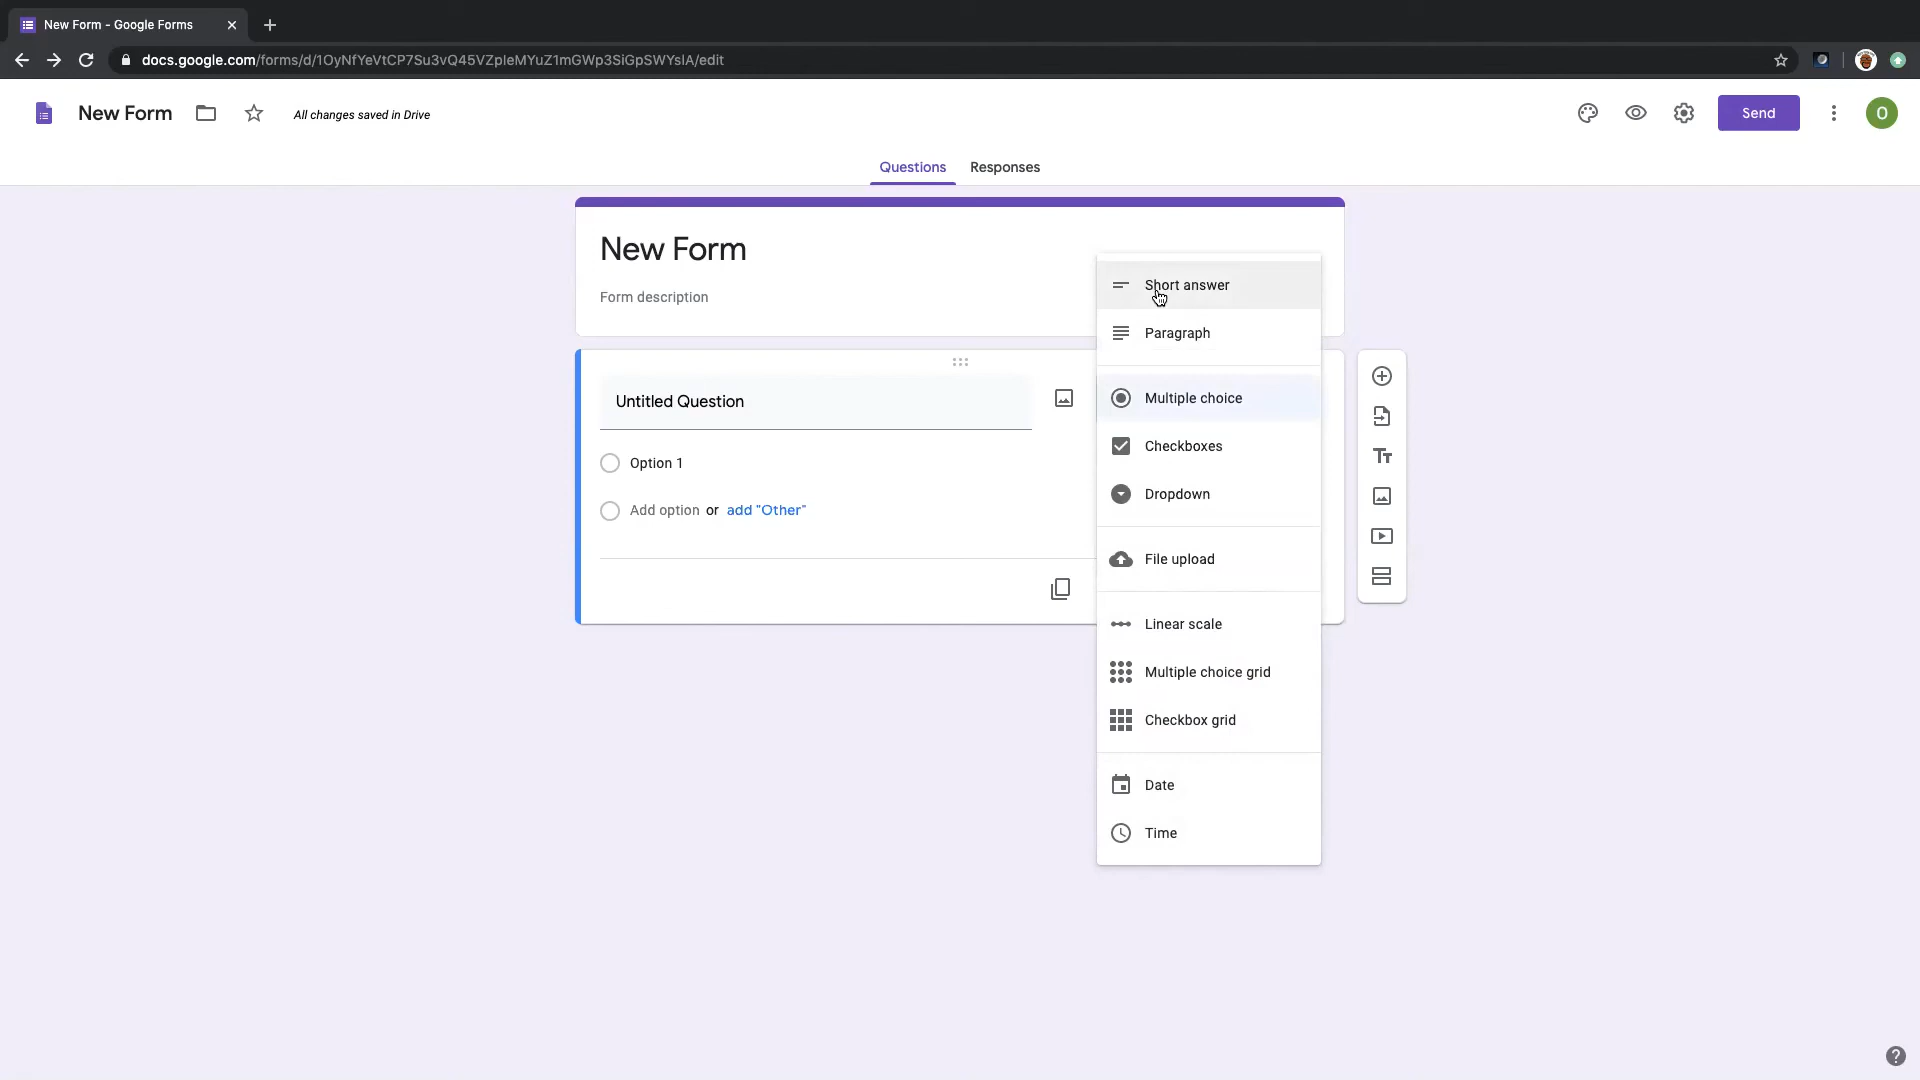 New Form - Google Forms
docs.google.com/forms/d/1OyNfYeVtCP7Su3vQ45VZpleMYuZ1mGWp3SiGpSWYsIA/edit
New Form
All changes saved in Drive
Send
O
Questions
Responses
New Form
Form description
Untitled Question
Option 1
Add option or add "Other"
Short answer
Paragraph
Multiple choice
Checkboxes
Dropdown
File upload
Linear scale
Multiple choice grid
Checkbox grid
Date
Time